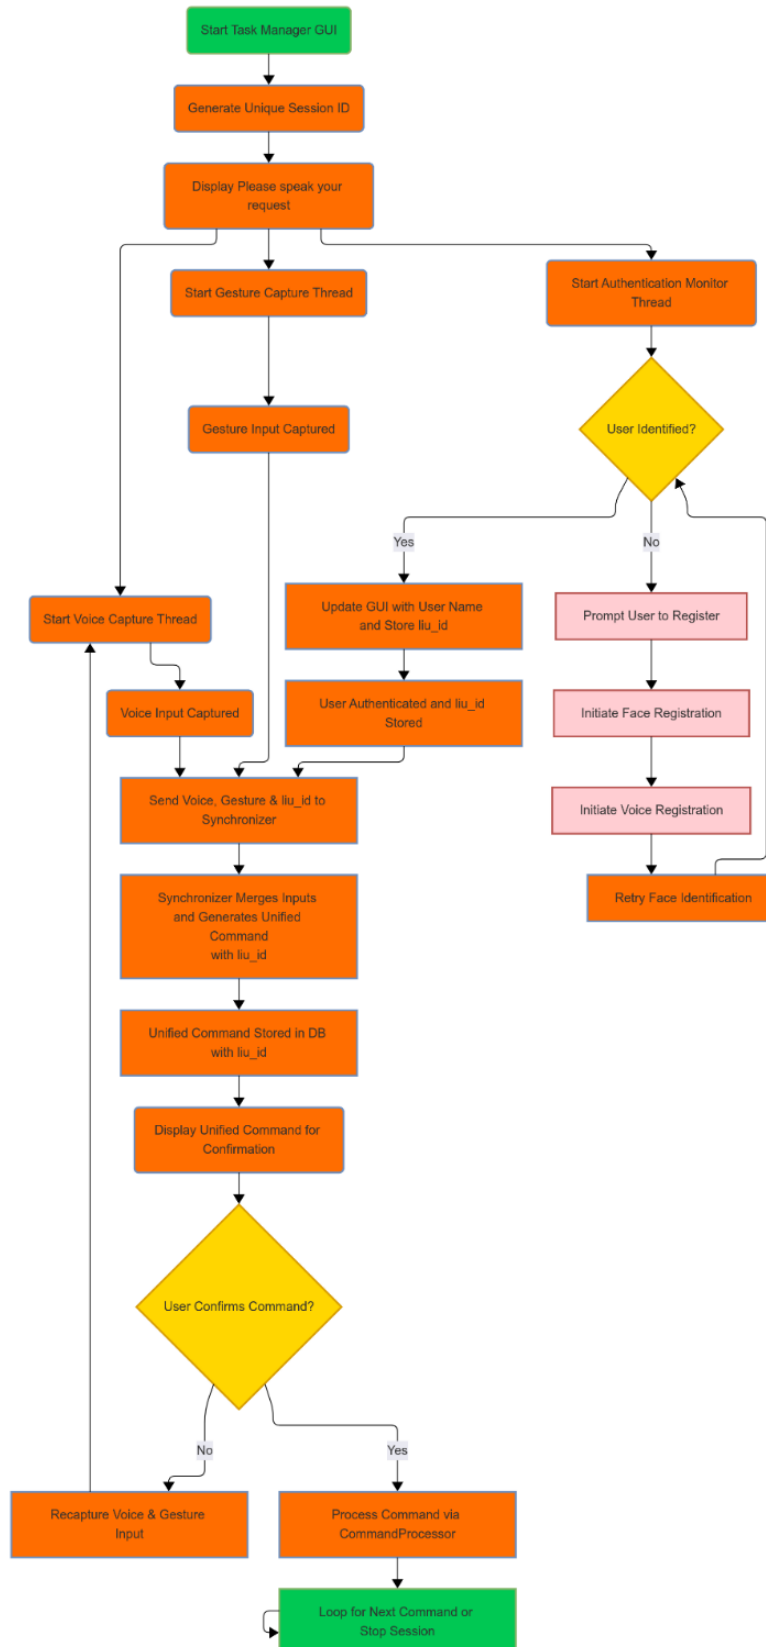 Start Task Manager GUI
Generate Unique Session ID
Display Please speak your
request
Start Gesture Capture Thread
Start Authentication Monitor
Thread
Gesture Input Captured
User Identified?
Yes
No
Start Voice Capture Thread
Update GUI with User Name
and Store liu_id
Prompt User to Register
Voice Input Captured
User Authenticated and liu_id
Stored
Initiate Face Registration
Send Voice, Gesture & liu_id to
Synchronizer
Initiate Voice Registration
Synchronizer Merges Inputs
and Generates Unified
Command
with liu_id
Retry Face Identification
Unified Command Stored in DB
with liu_id
Display Unified Command for
Confirmation
User Confirms Command?
No
Yes
Recapture Voice & Gesture
Input
Process Command via
CommandProcessor
Loop for Next Command or
Stop Session